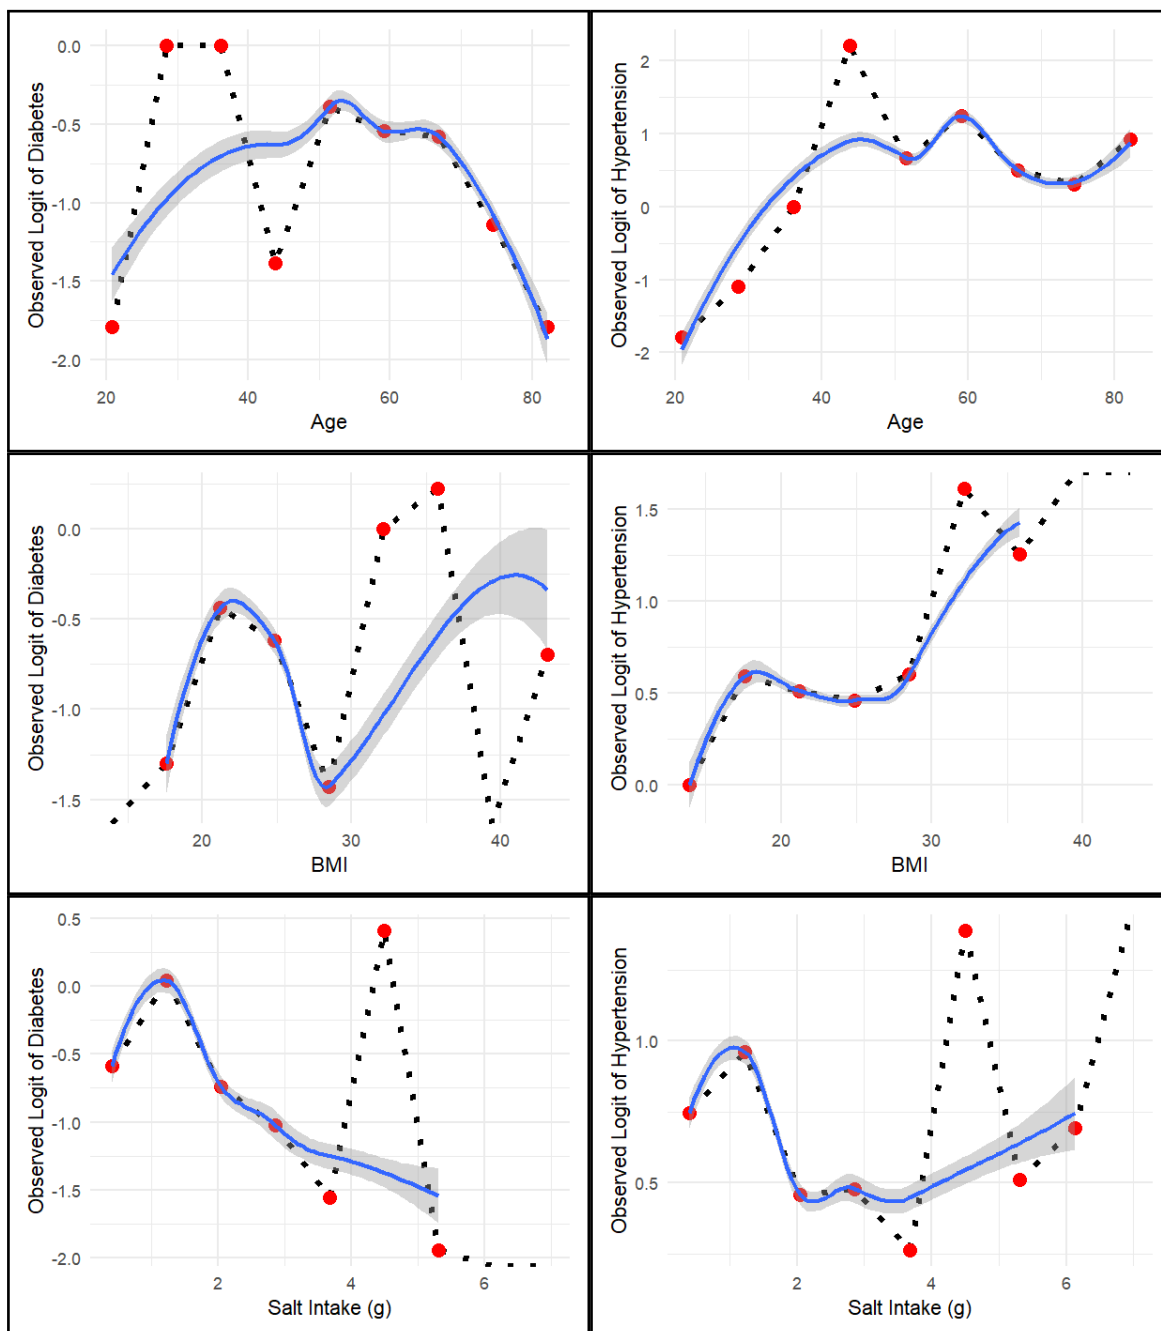 Observed Logit of Diabetes
0.0
-0.5
-1.0
-1.5
-2.0
20 40 60 80
Age
Observed Logit of Hypertension
2
1
0
-1
-2
20 40 60 80
Age
Observed Logit of Diabetes
0.0
-0.5
-1.0
-1.5
20 30 40
BMI
Observed Logit of Hypertension
1.5
1.0
0.5
0.0
20 30 40
BMI
Observed Logit of Diabetes
0.5
0.0
-0.5
-1.0
-1.5
-2.0
2 4 6
Salt Intake (g)
Observed Logit of Hypertension
1.0
0.5
2 4 6
Salt Intake (g)